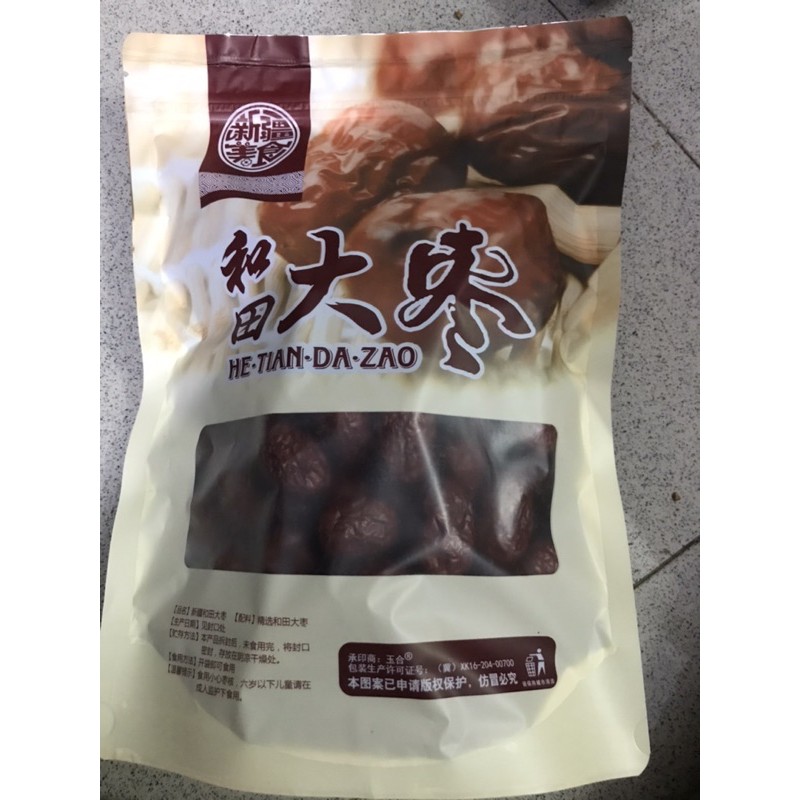 新疆
美食
和田大枣
HE·TIAN·DA·ZAO
【品名】新疆和田大枣 【配料】精选和田大枣
【生产日期】见封口处
【贮存方法】本产品拆封后，未食用完，将封口
密封，存放在阴凉干燥处。
【食用方法】开袋即可食用
【温馨提示】食用小心枣核，六岁以下儿童请在
成人监护下食用。
承印商：玉合®
包装生产许可证号：（冀）XK16-204-00700
本图案已申请版权保护，仿冒必究